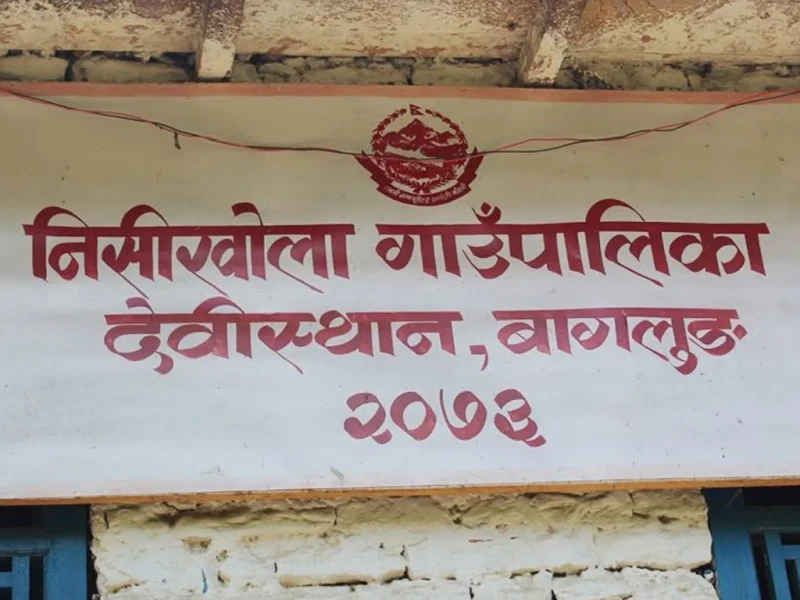 निसीखोला गाउँपालिका
देवीस्थान, बागलुङ
२०७३